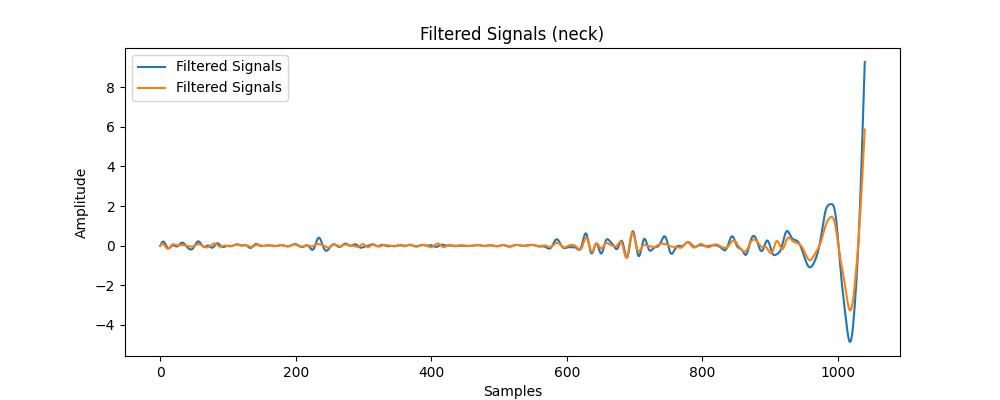 Filtered Signals (neck)
Filtered Signals
Filtered Signals
8
6
4
2
0
−2
−4
Amplitude
0 200 400 600 800 1000
Samples